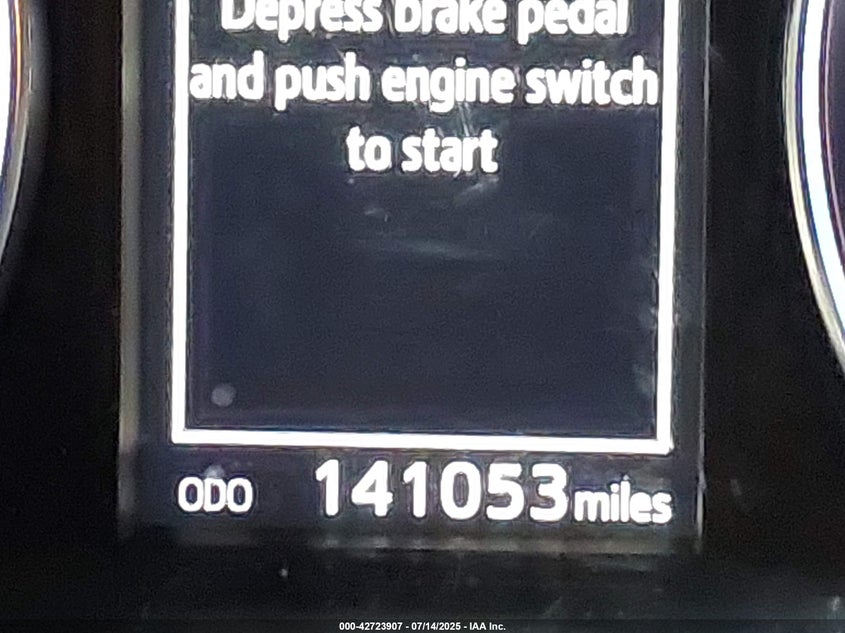 Depress brake pedal
and push engine switch
to start
ODO 141053 miles
000-42723907 - 07/14/2025 - IAA Inc.